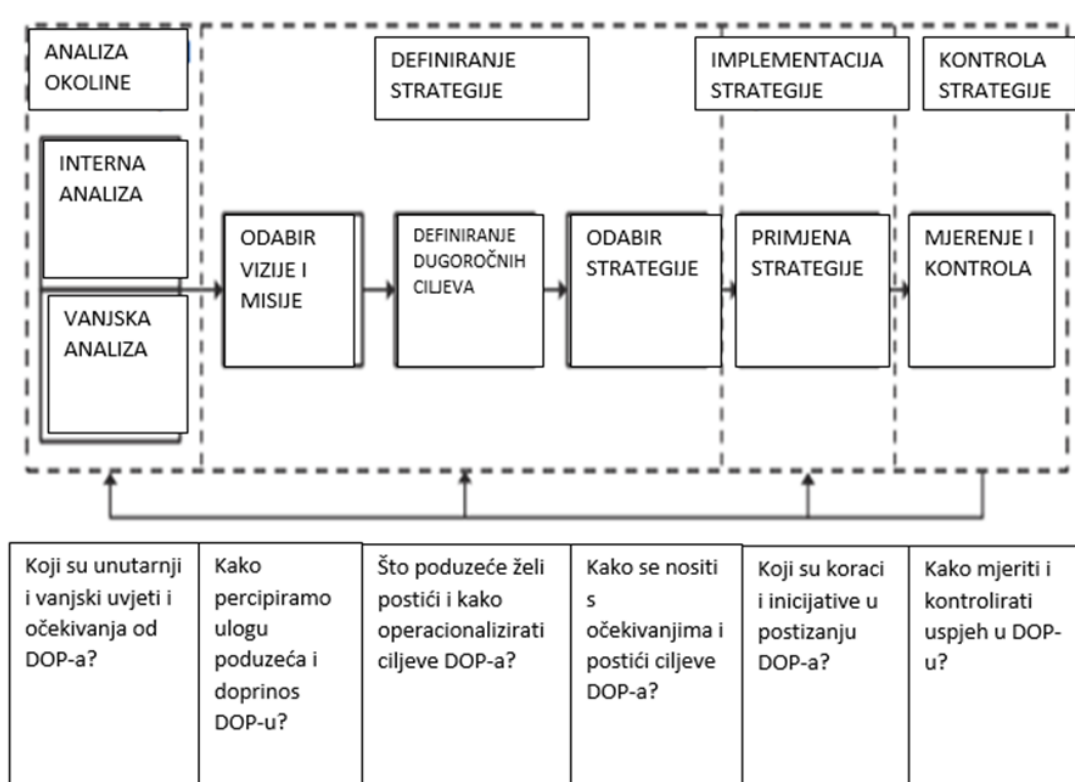 ANALIZA
OKOLINE
DEFINIRANJE
STRATEGIJE
IMPLEMENTACIJA
STRATEGIJE
KONTROLA
STRATEGIJE
INTERNA
ANALIZA
VANJSKA
ANALIZA
ODABIR
VIZIJE I
MISIJE
DEFINIRANJE
DUGOROČNIH
CILJEVA
ODABIR
STRATEGIJE
PRIMJENA
STRATEGIJE
MJERENJE I
KONTROLA
Koji su unutarnji
i vanjski uvjeti i
očekivanja od
DOP-a?
Kako
percipiramo
ulogu
poduzeća i
doprinos
DOP-u?
Što poduzeće želi
postići i kako
operacionalizirati
ciljeve DOP-a?
Kako se nositi
s
očekivanjima i
postići ciljeve
DOP-a?
Koji su koraci
i inicijative u
postizanju
DOP-a?
Kako mjeriti i
kontrolirati
uspjeh u DOP-
u?